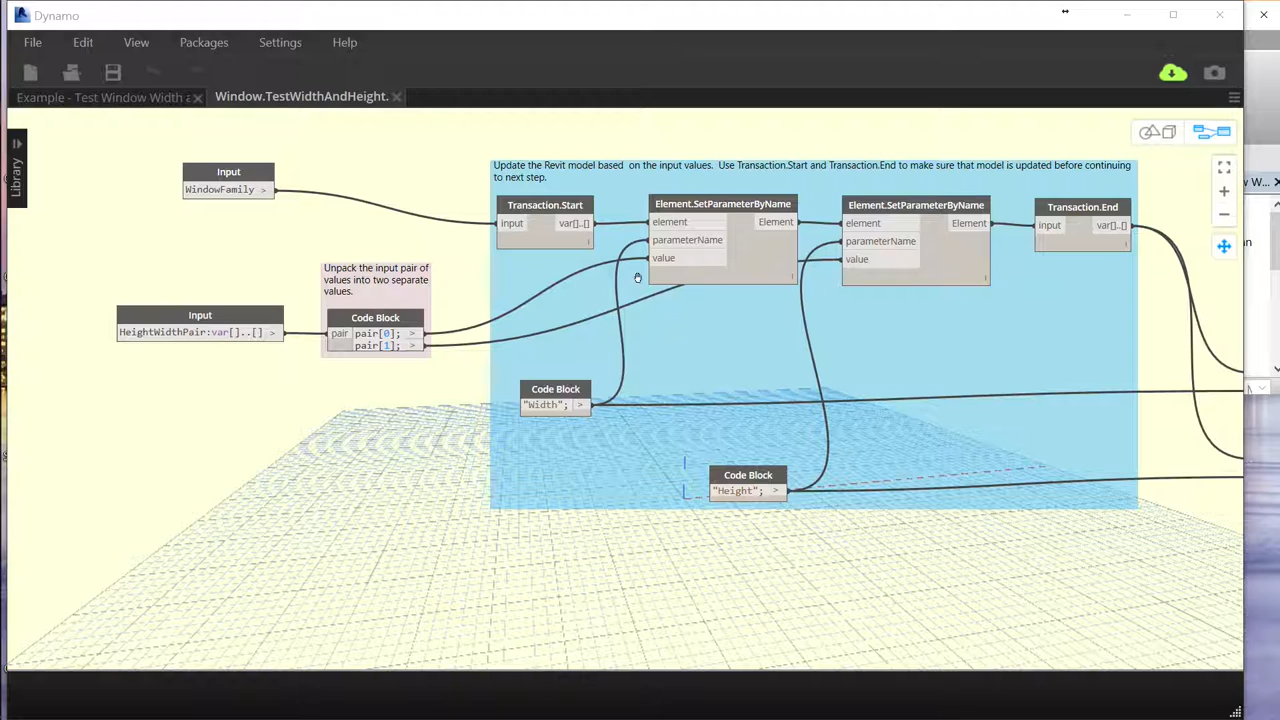 Dynamo
File Edit View Packages Settings Help
Example - Test Window Width a
Window.TestWidthAndHeight.
Library
Input
WindowFamily >
Update the Revit model based on the input values. Use Transaction.Start and Transaction.End to make sure that model is updated before continuing
to next step.
Transaction.Start
input var[]..[]
l
Element.SetParameterByName
element Element
parameterName
value
l
Element.SetParameterByName
element Element
parameterName
value
l
Transaction.End
input var[]..[]
l
Unpack the input pair of
values into two separate
values.
Input
HeightWidthPair:var[]..[] >
Code Block
pair pair[0]; >
pair[1]; >
Code Block
"Width"; >
Code Block
"Height"; >
w W...
an